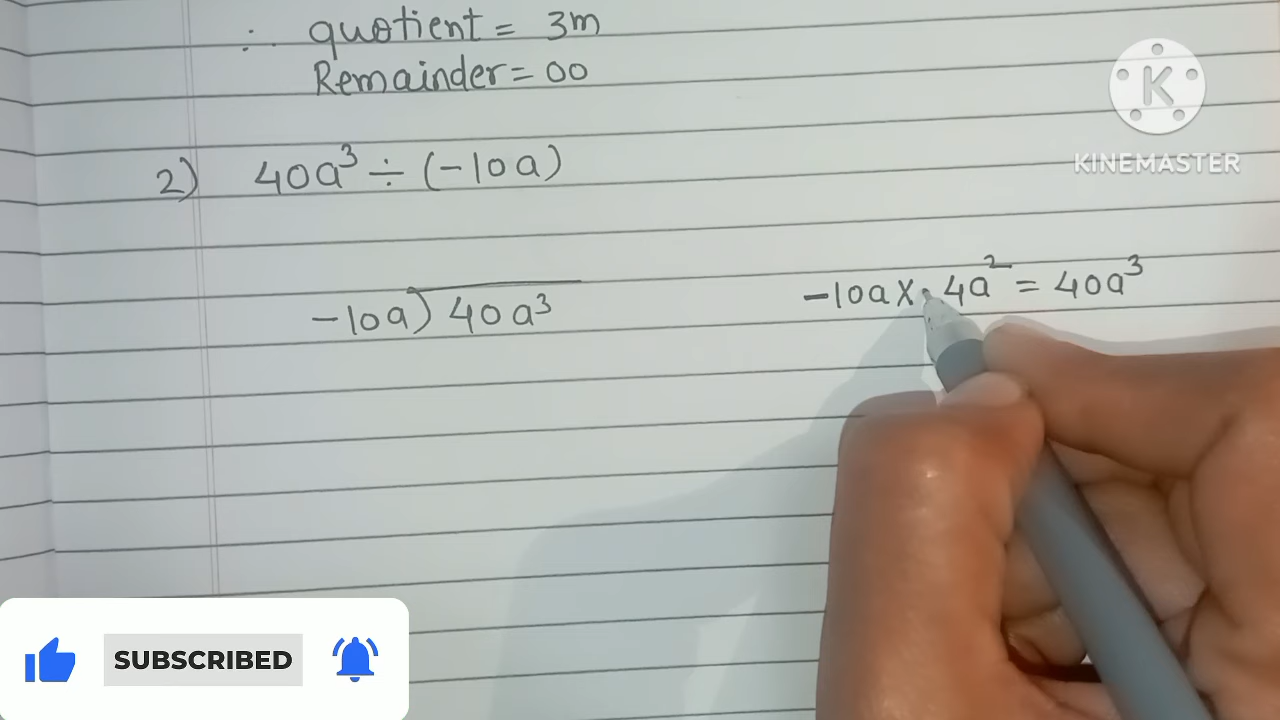 ∴ quotient = 3m
Remainder = 00
KINEMASTER
2) 40a³ ÷ (-10a)
-10a) 40a³
-10a × 4a² = 40a³
SUBSCRIBED